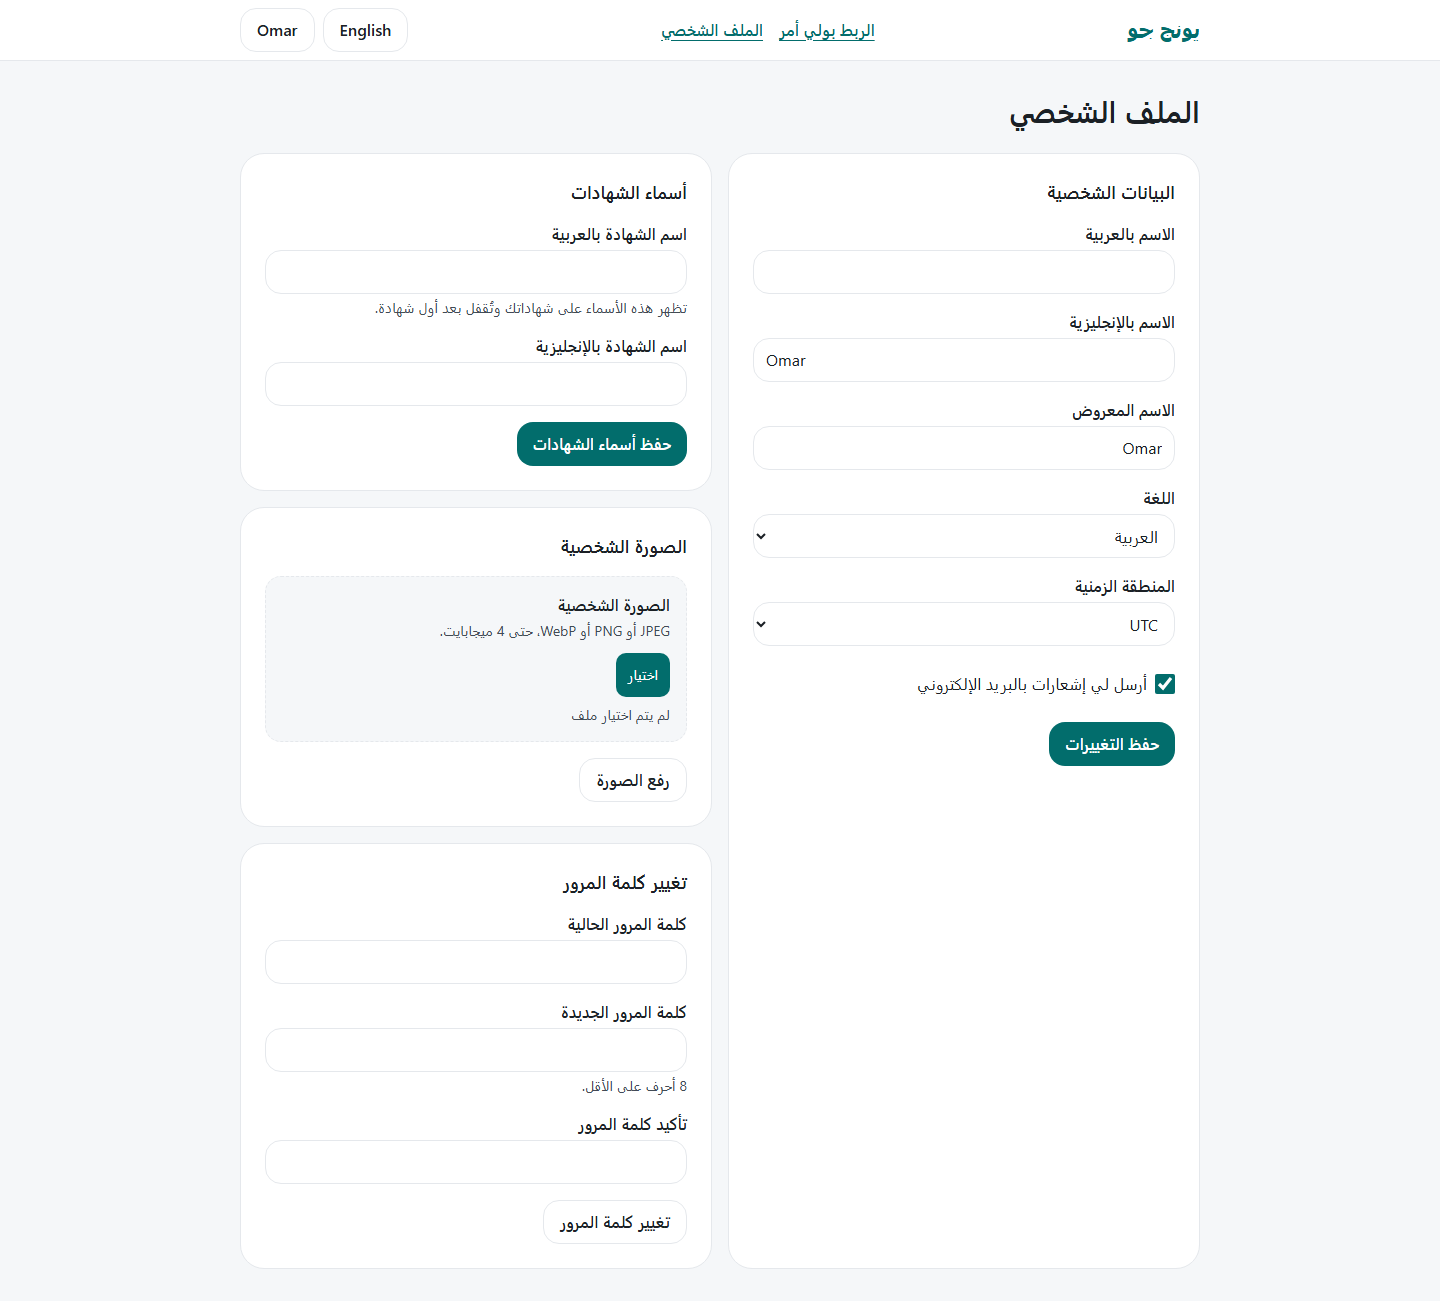 يونج جو
الربط بولي أمر
الملف الشخصي
English
Omar
الملف الشخصي
البيانات الشخصية
الاسم بالعربية
الاسم بالإنجليزية
Omar
الاسم المعروض
Omar
اللغة
العربية
المنطقة الزمنية
UTC
أرسل لي إشعارات بالبريد الإلكتروني
حفظ التغييرات
أسماء الشهادات
اسم الشهادة بالعربية
تظهر هذه الأسماء على شهاداتك وتُقفل بعد أول شهادة.
اسم الشهادة بالإنجليزية
حفظ أسماء الشهادات
الصورة الشخصية
الصورة الشخصية
JPEG أو PNG أو WebP، حتى 4 ميجابايت.
اختيار
لم يتم اختيار ملف
رفع الصورة
تغيير كلمة المرور
كلمة المرور الحالية
كلمة المرور الجديدة
8 أحرف على الأقل.
تأكيد كلمة المرور
تغيير كلمة المرور